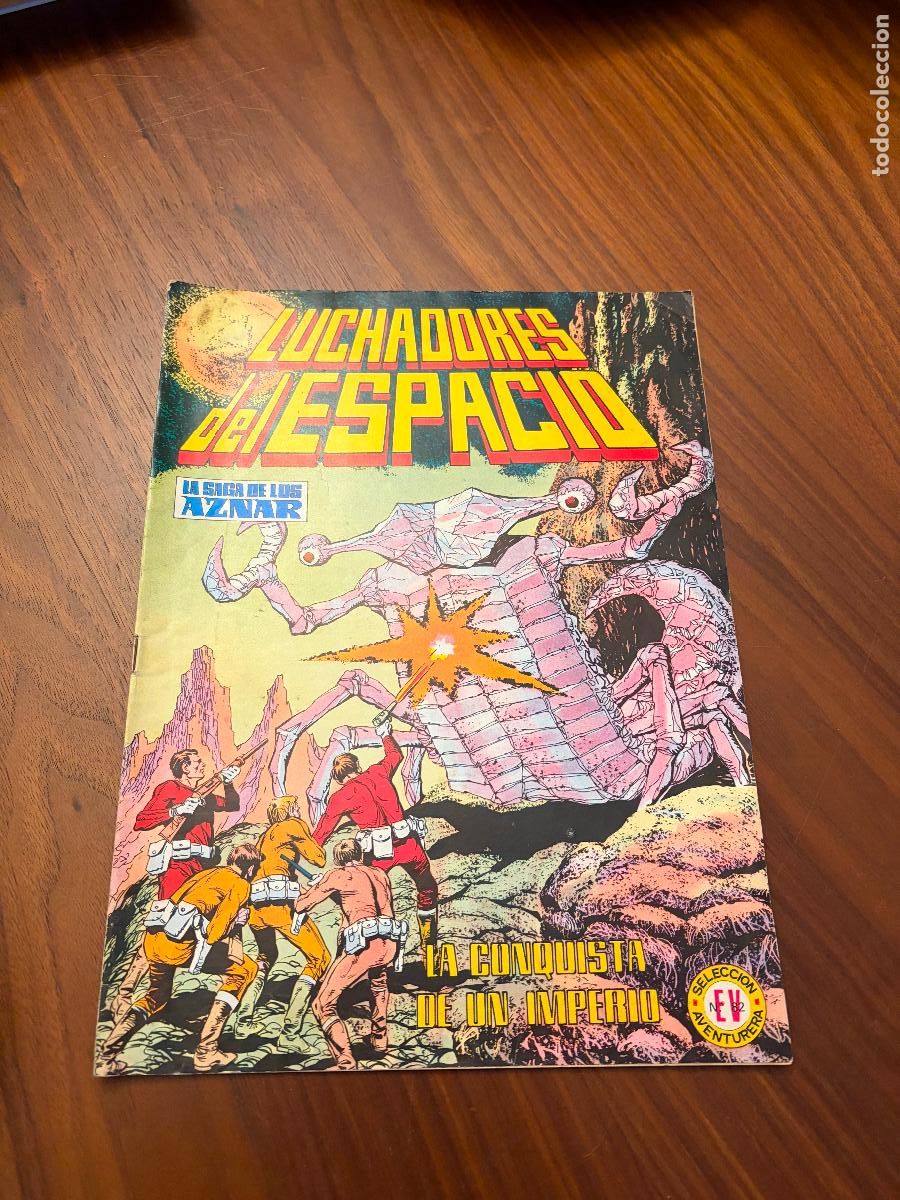 LUCHADORES
del ESPACIO
LA SAGA DE LOS
AZNAR
LA CONQUISTA
DE UN IMPERIO
SELECCION
EV
AVENTURERA
todocoleccion